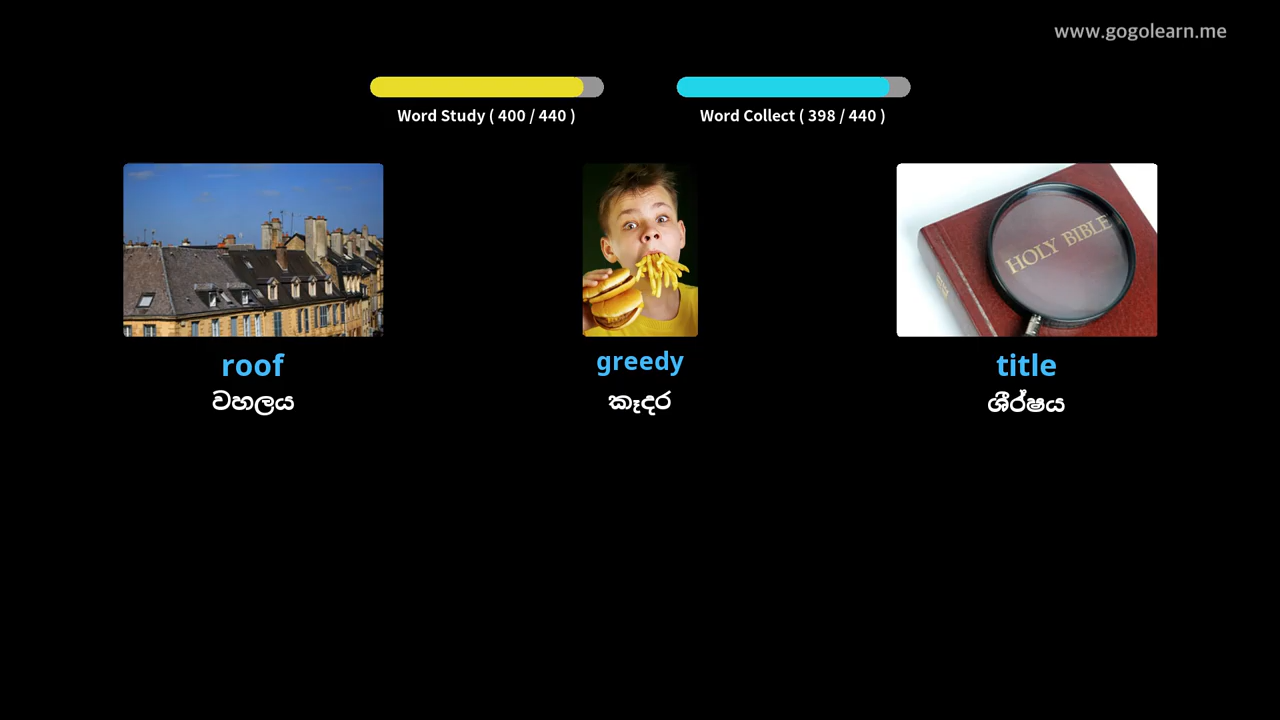 www.gogolearn.me
Word Study ( 400 / 440 )
Word Collect ( 398 / 440 )
HOLY BIBLE
roof
greedy
title
වහලය
කෑදර
ශීර්ෂය